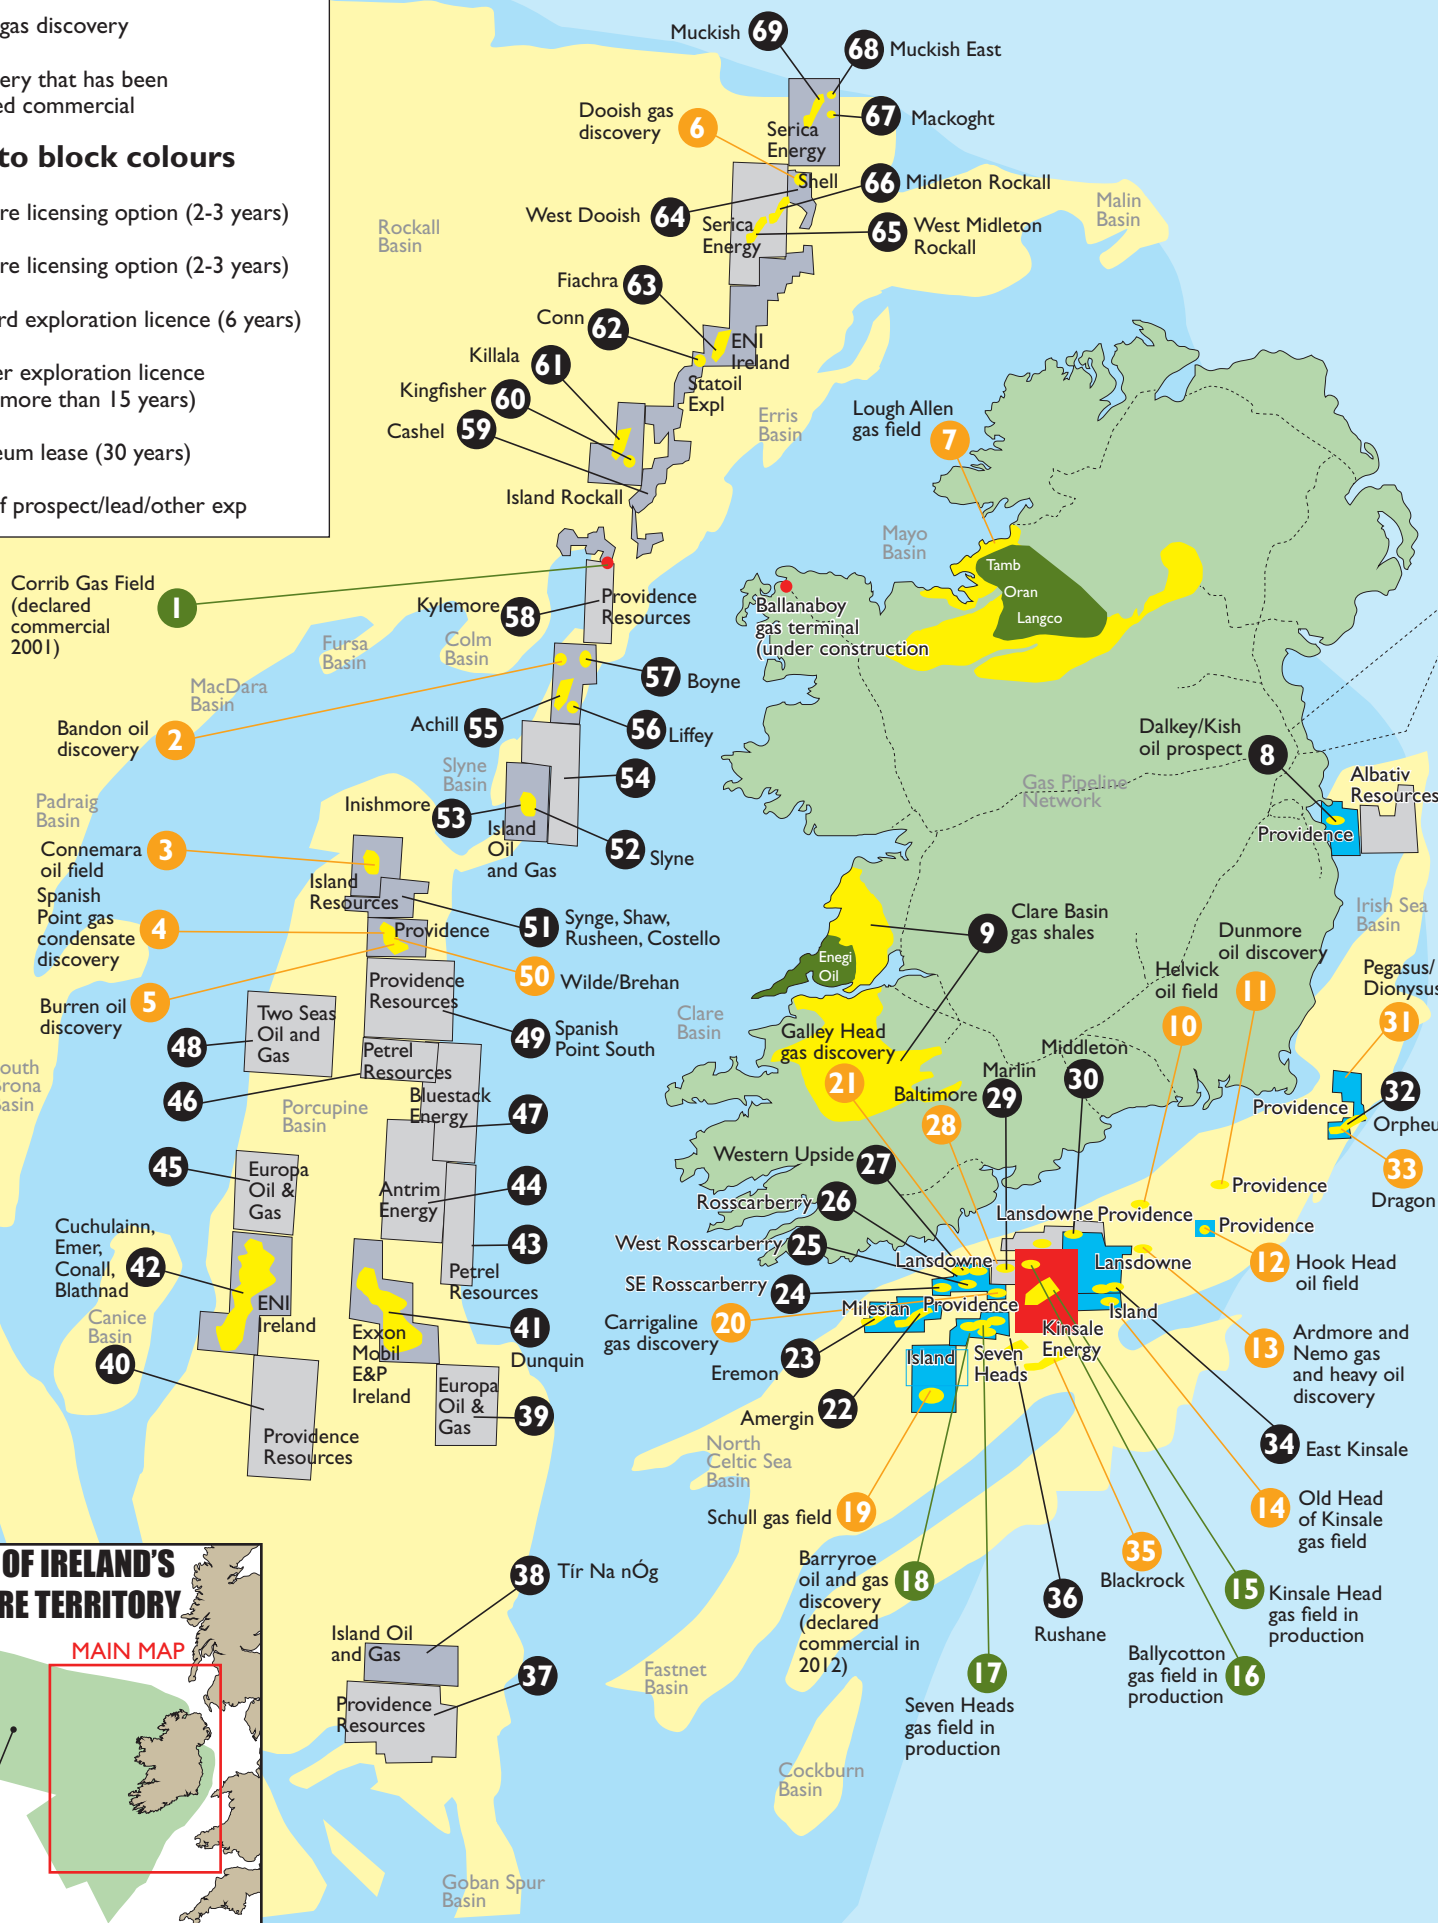 gas discovery
ery that has been
ed commercial
to block colours
re licensing option (2-3 years)
re licensing option (2-3 years)
rd exploration licence (6 years)
er exploration licence
more than 15 years)
eum lease (30 years)
f prospect/lead/other exp
Muckish 69
68 Muckish East
67 Mackoght
Dooish gas
discovery
6
Serica
Energy
Shell
66 Midleton Rockall
West Dooish 64
Serica
Energy
65 West Midleton
Rockall
Malin
Basin
Rockall
Basin
Fiachra 63
Conn 62
ENI
Ireland
Killala 61
Statoil
Expl
Kingfisher 60
Cashel 59
Island Rockall
Erris
Basin
Lough Allen
gas field
7
Mayo
Basin
Tamb
Oran
Langco
Ballanaboy
gas terminal
(under construction
Corrib Gas Field
(declared
commercial
2001)
1
Kylemore 58
Providence
Resources
Fursa
Basin
Colm
Basin
MacDara
Basin
57 Boyne
Bandon oil
discovery
2
Achill 55
56 Liffey
Slyne
Basin
54
Padraig
Basin
Inishmore 53
Island
Oil
and Gas
52 Slyne
Dalkey/Kish
oil prospect
8
Albativ
Resources
Providence
Gas Pipeline
Network
Connemara
oil field
3
Island
Resources
Spanish
Point gas
condensate
discovery
4
Providence
51 Synge, Shaw,
Rusheen, Costello
50 Wilde/Brehan
Burren oil
discovery
5
Providence
Resources
49 Spanish
Point South
Two Seas
Oil and
Gas
48
Petrel
Resources
46
Bluestack
Energy
47
Porcupine
Basin
outh
rona
asin
Clare
Basin
9
Clare Basin
gas shales
Enegi
Oil
Irish Sea
Basin
Dunmore
oil discovery
11
Helvick
oil field
10
Pegasus/
Dionysus
31
Galley Head
gas discovery
21
Baltimore
28
Marlin
29
Middleton
30
Providence
32
Orpheu
33
Dragon
45
Europa
Oil &
Gas
Antrim
Energy
44
43
Petrel
Resources
Cuchulainn,
Emer,
Conall,
Blathnad
42
ENI
Ireland
Canice
Basin
40
Exxon
Mobil
E&P
Ireland
41
Dunquin
Europa
Oil &
Gas
39
Providence
Resources
Western Upside 27
Rosscarberry 26
West Rosscarberry 25
SE Rosscarberry 24
Carrigaline
gas discovery
20
Eremon 23
Amergin 22
Lansdowne
Milesian
Providence
Lansdowne
Providence
Providence
Providence
Lansdowne
Island
Kinsale
Energy
Island
Seven
Heads
12 Hook Head
oil field
13
Ardmore and
Nemo gas
and heavy oil
discovery
34 East Kinsale
14
Old Head
of Kinsale
gas field
North
Celtic Sea
Basin
Schull gas field 19
Barryroe
oil and gas
discovery
(declared
commercial in
2012)
18
17
Seven Heads
gas field in
production
36
Rushane
35
Blackrock
15
Kinsale Head
gas field in
production
Ballycotton
gas field in
production
16
Fastnet
Basin
Cockburn
Basin
38 Tír Na nÓg
Island Oil
and Gas
37
Providence
Resources
Goban Spur
Basin
OF IRELAND'S
RE TERRITORY
MAIN MAP